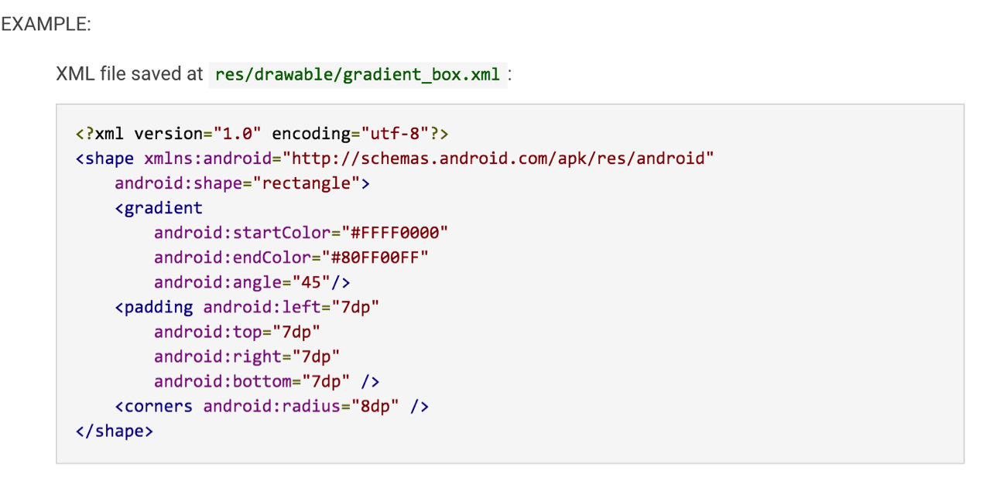 EXAMPLE:
XML file saved at res/drawable/gradient_box.xml:
<?xml version="1.0" encoding="utf-8"?>
<shape xmlns:android="http://schemas.android.com/apk/res/android"
    android:shape="rectangle">
    <gradient
        android:startColor="#FFFF0000"
        android:endColor="#80FF00FF"
        android:angle="45"/>
    <padding android:left="7dp"
        android:top="7dp"
        android:right="7dp"
        android:bottom="7dp" />
    <corners android:radius="8dp" />
</shape>